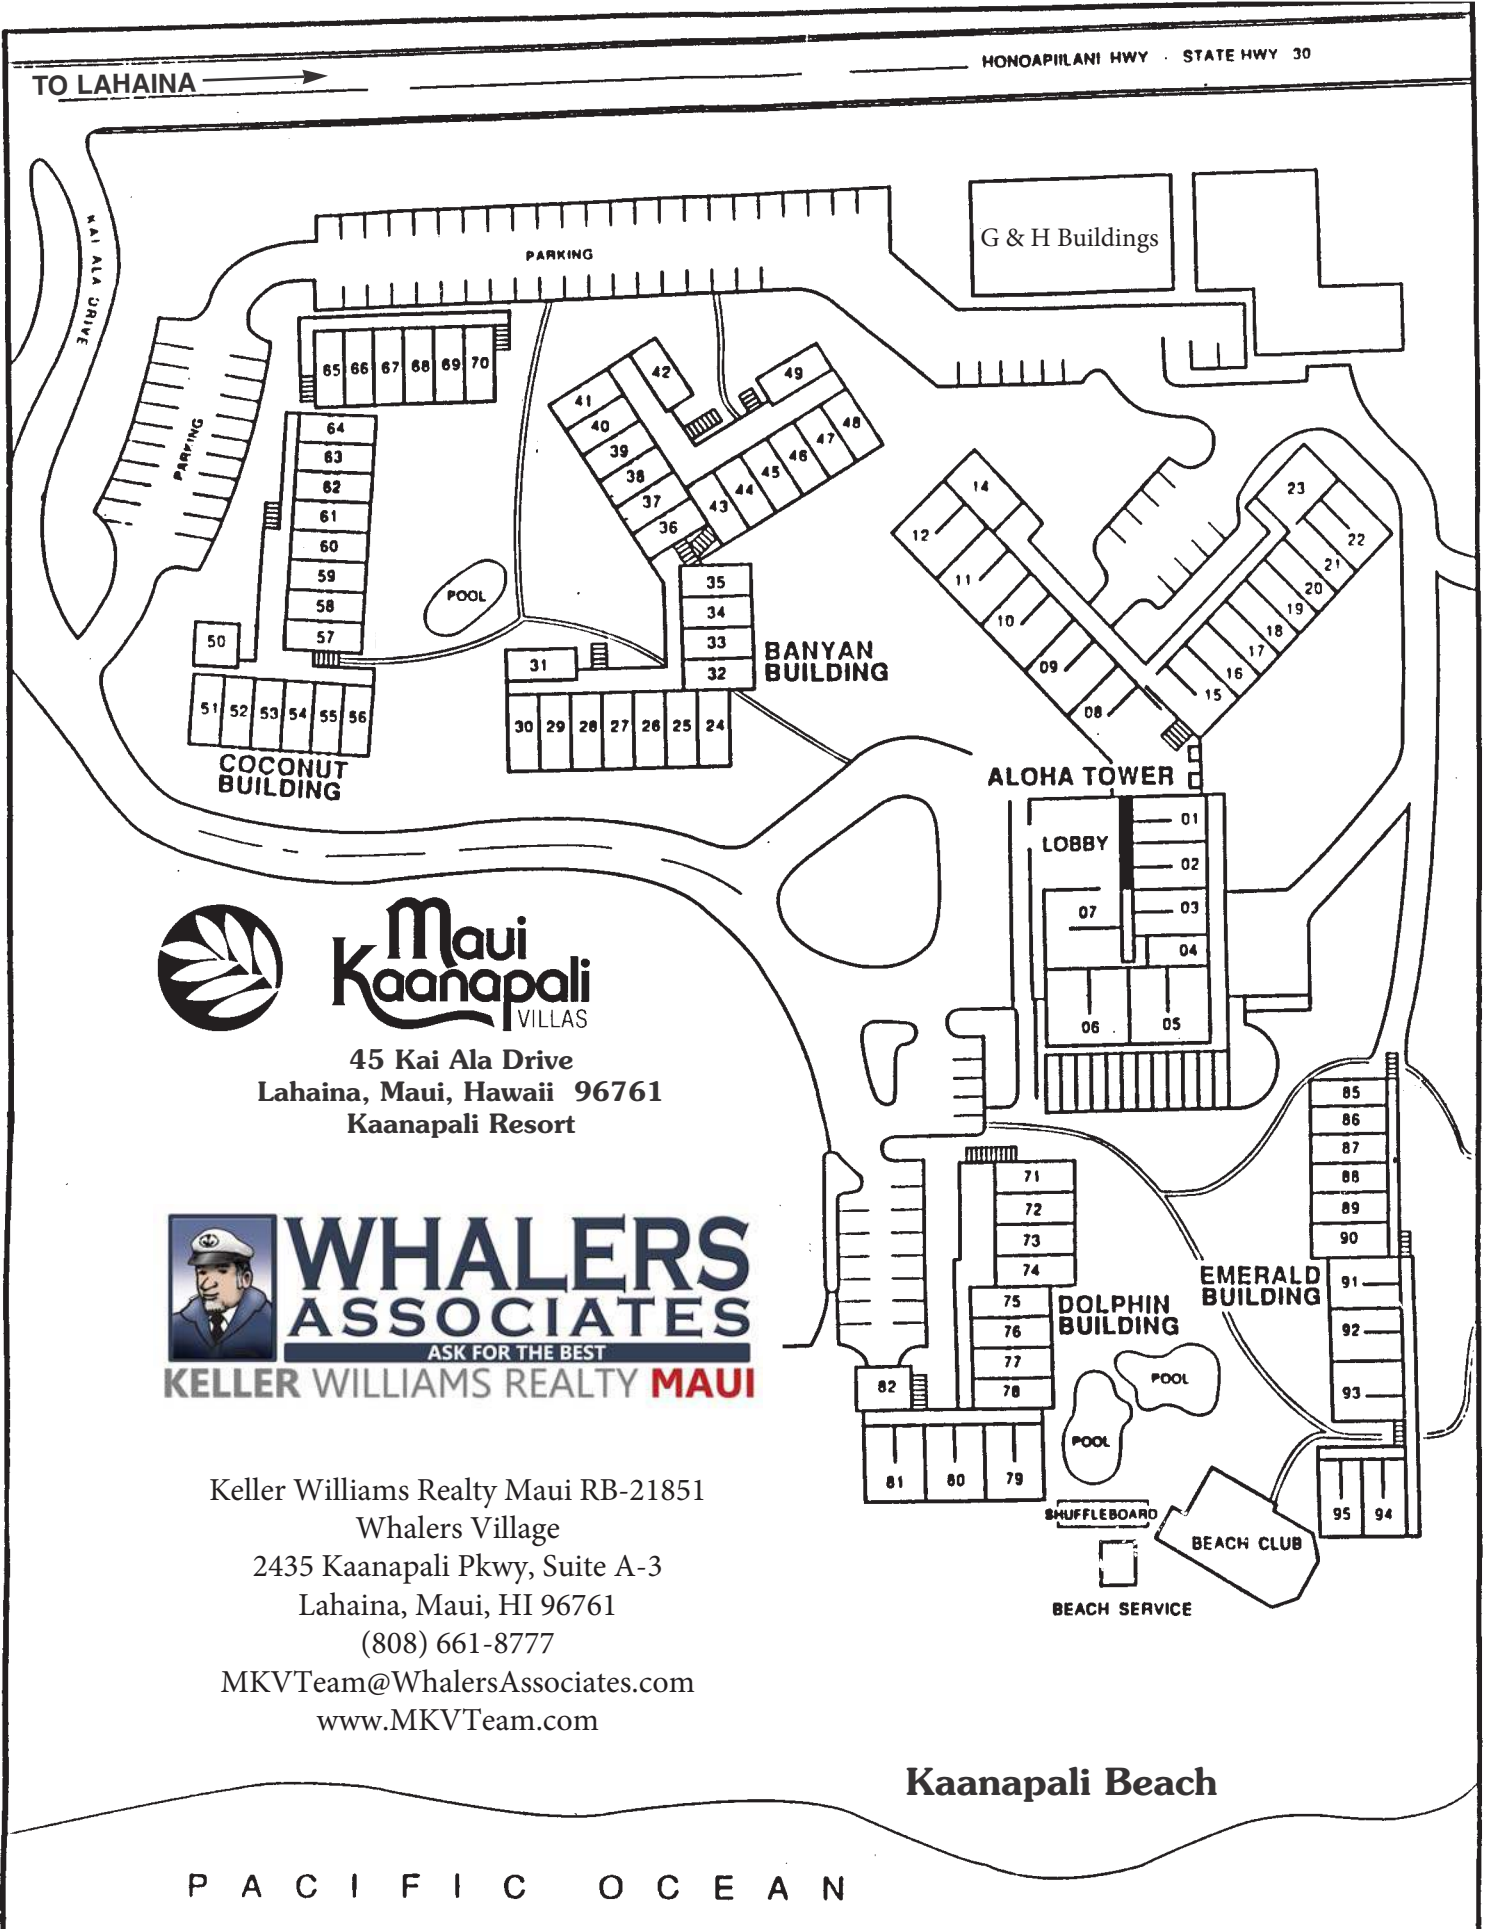 HONOAPIILANI HWY · STATE HWY 30
TO LAHAINA
KAI ALA DRIVE
G & H Buildings
PARKING
PARKING
65 66 67 68 69 70
64
63
62
61
60
59
58
57
50
51 52 53 54 55 56
COCONUT
BUILDING
POOL
42
49
41
40
39
38
37
36
43 44 45 46 47 48
35
34
33
32
31
30 29 28 27 26 25 24
BANYAN
BUILDING
14
12
11
10
09
08
23
22
21
20
19
18
17
16
15
ALOHA TOWER
LOBBY
01
02
03
04
07
06
05
Maui
Kaanapali
VILLAS
45 Kai Ala Drive
Lahaina, Maui, Hawaii 96761
Kaanapali Resort
WHALERS
ASSOCIATES
ASK FOR THE BEST
KELLER WILLIAMS REALTY MAUI
Keller Williams Realty Maui RB-21851
Whalers Village
2435 Kaanapali Pkwy, Suite A-3
Lahaina, Maui, HI 96761
(808) 661-8777
MKVTeam@WhalersAssociates.com
www.MKVTeam.com
71
72
73
74
75
76
77
78
82
81 80 79
DOLPHIN
BUILDING
85
86
87
88
89
90
91
92
93
95 94
EMERALD
BUILDING
POOL
POOL
SHUFFLEBOARD
BEACH CLUB
BEACH SERVICE
Kaanapali Beach
PACIFIC OCEAN